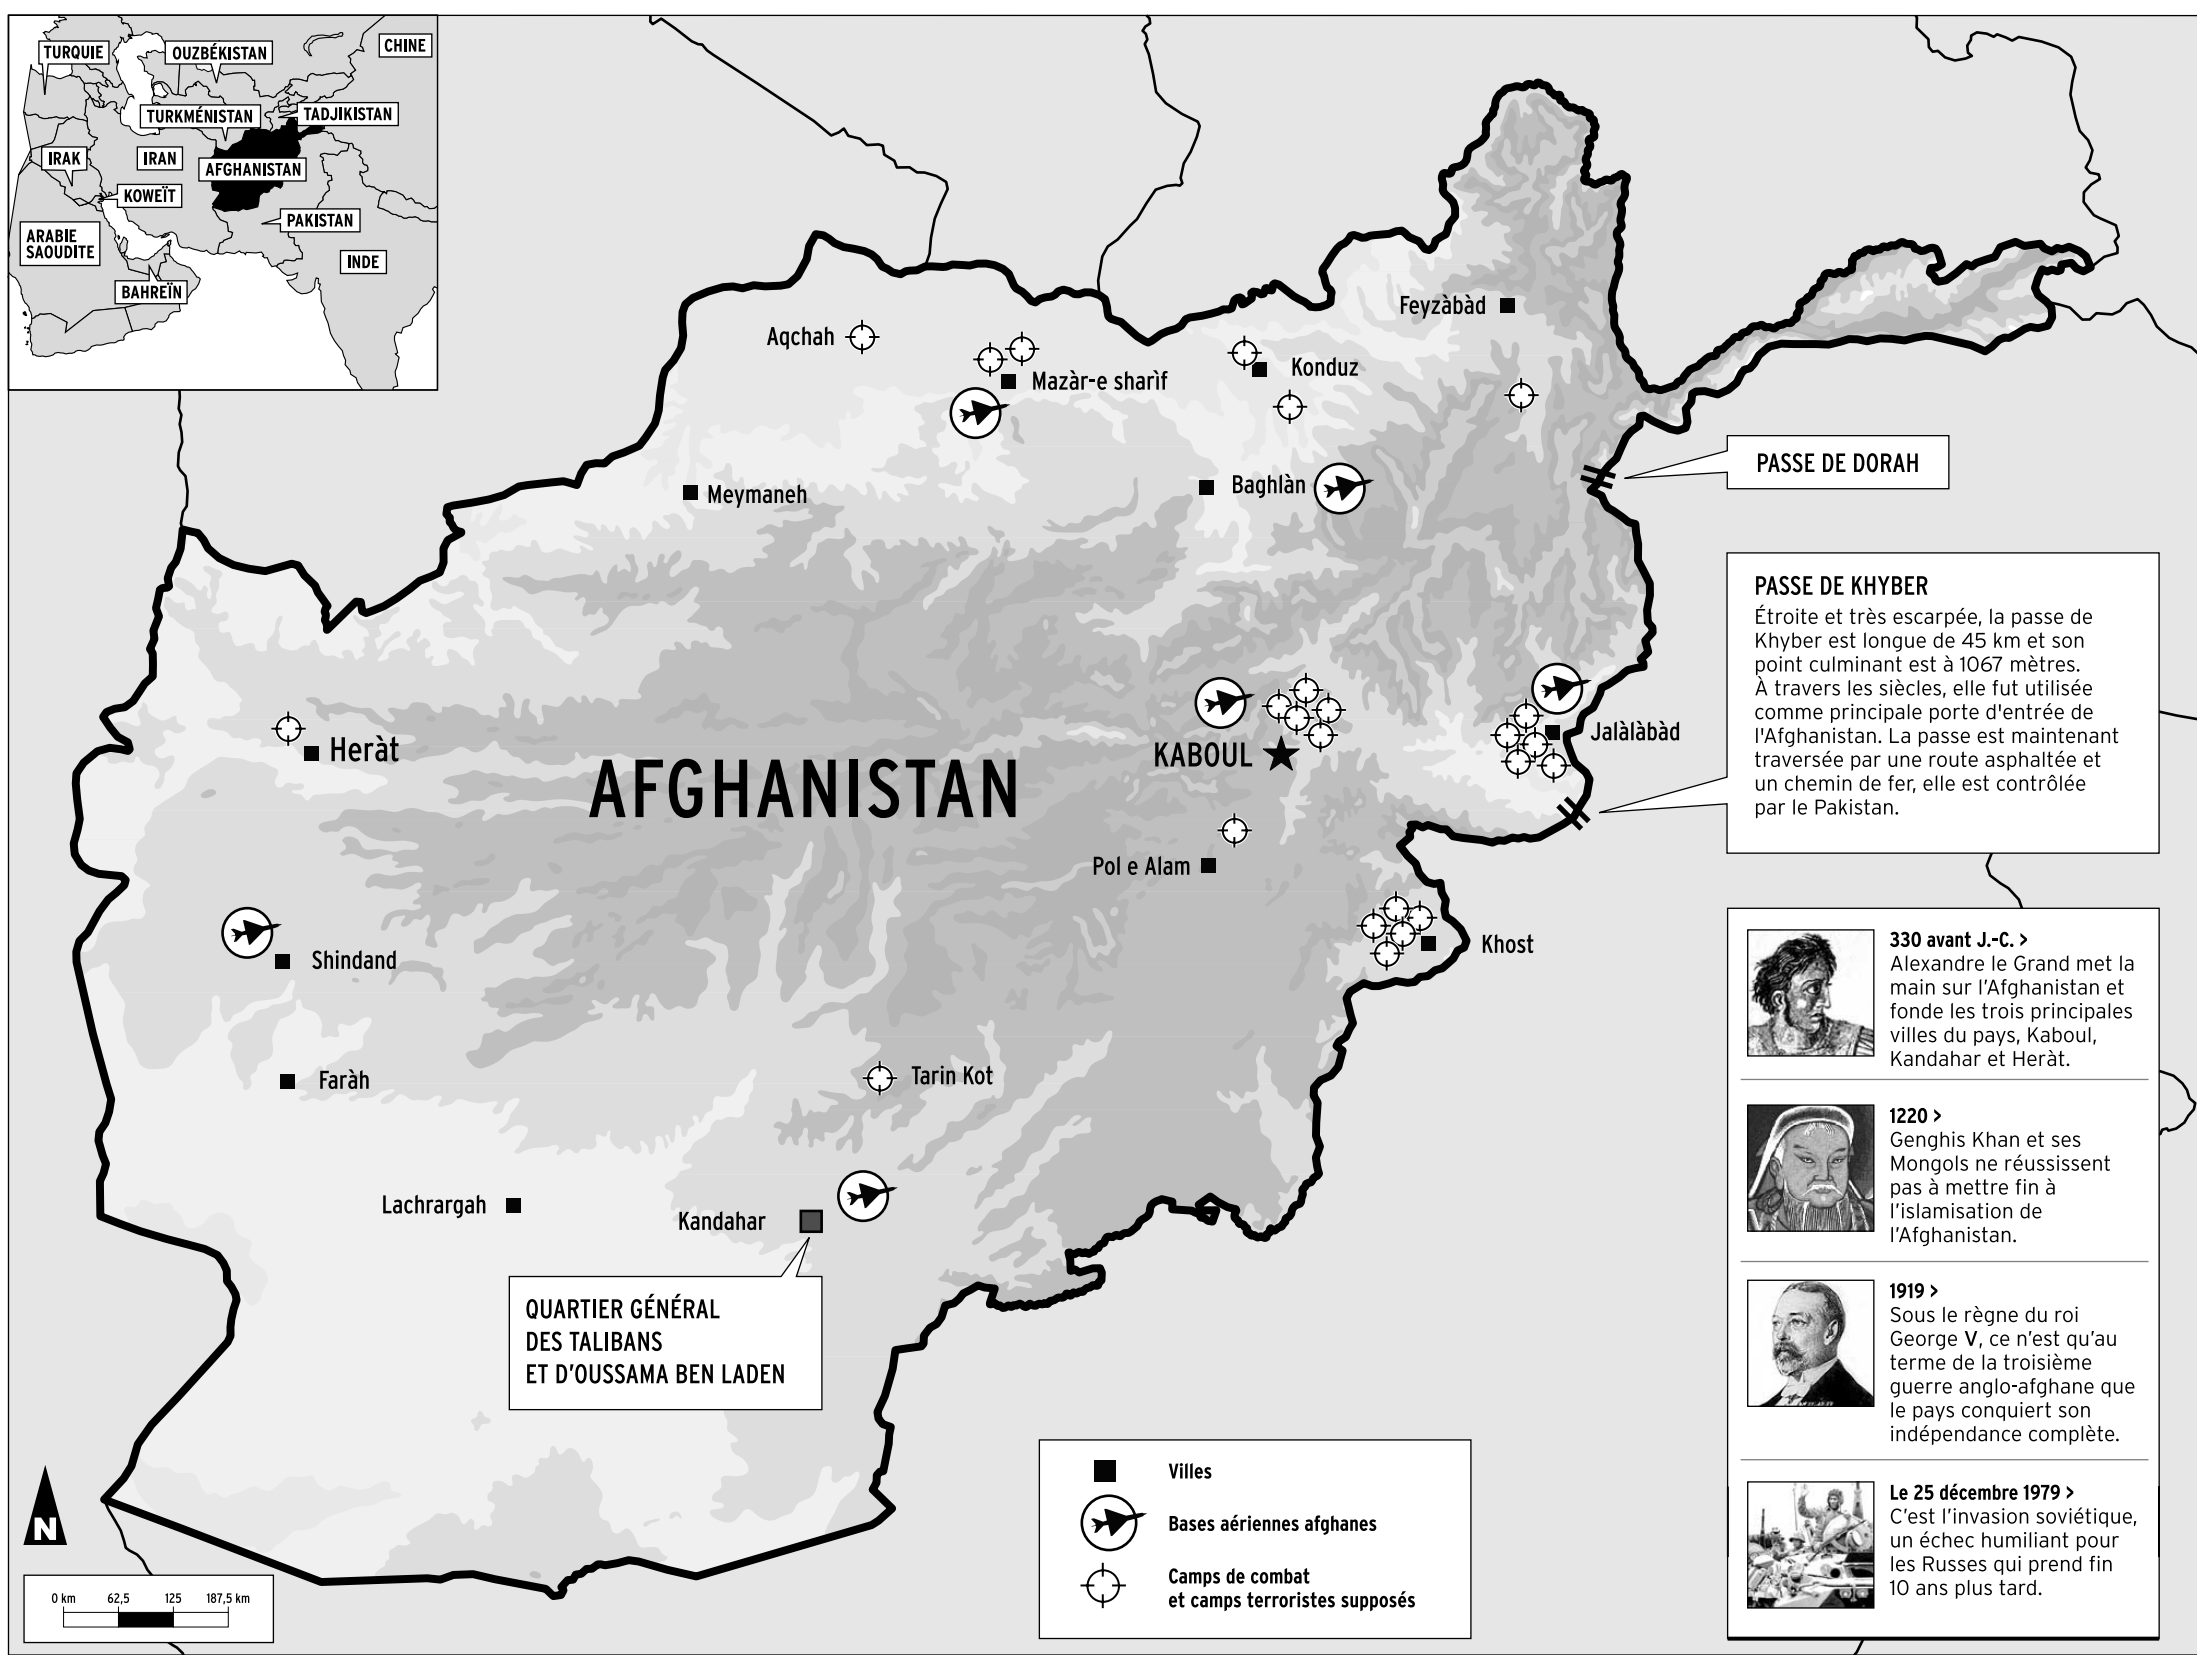 TURQUIE
OUZBÉKISTAN
CHINE
TURKMÉNISTAN
TADJIKISTAN
IRAK
IRAN
AFGHANISTAN
KOWEÏT
PAKISTAN
ARABIE
SAOUDITE
INDE
BAHREÏN
Feyzàbàd
Aqchah
Mazàr-e sharìf
Konduz
PASSE DE DORAH
Meymaneh
Baghlàn
PASSE DE KHYBER
Étroite et très escarpée, la passe de
Khyber est longue de 45 km et son
point culminant est à 1067 mètres.
À travers les siècles, elle fut utilisée
comme principale porte d'entrée de
l'Afghanistan. La passe est maintenant
traversée par une route asphaltée et
un chemin de fer, elle est contrôlée
par le Pakistan.
Heràt
AFGHANISTAN
KABOUL
Jalàlàbàd
Pol e Alam
Shindand
Khost
Faràh
Tarin Kot
Lachrargah
Kandahar
QUARTIER GÉNÉRAL
DES TALIBANS
ET D'OUSSAMA BEN LADEN
330 avant J.-C. >
Alexandre le Grand met la
main sur l'Afghanistan et
fonde les trois principales
villes du pays, Kaboul,
Kandahar et Heràt.
1220 >
Genghis Khan et ses
Mongols ne réussissent
pas à mettre fin à
l'islamisation de
l'Afghanistan.
1919 >
Sous le règne du roi
George V, ce n'est qu'au
terme de la troisième
guerre anglo-afghane que
le pays conquiert son
indépendance complète.
Le 25 décembre 1979 >
C'est l'invasion soviétique,
un échec humiliant pour
les Russes qui prend fin
10 ans plus tard.
Villes
Bases aériennes afghanes
Camps de combat
et camps terroristes supposés
N
0 km 62,5 125 187,5 km